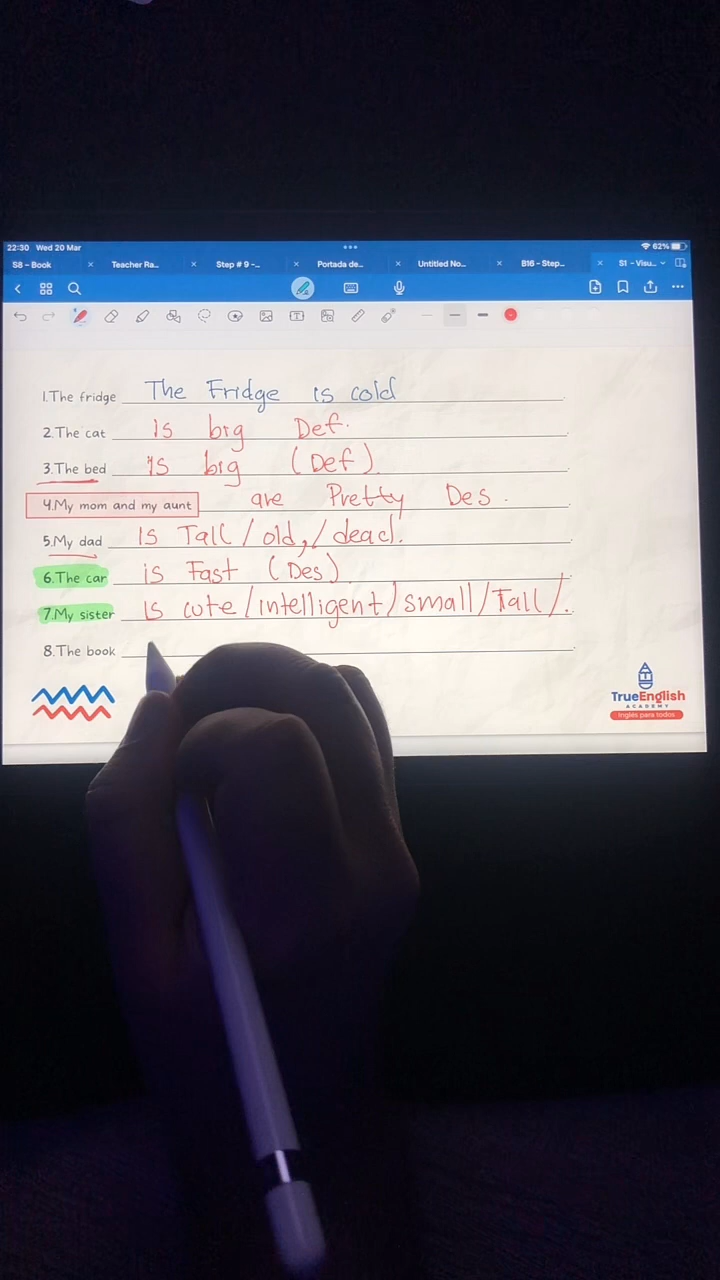 22:30 Wed 20 Mar
62%
S8 - Book
Teacher Ra...
Step # 9 -...
Portada de...
Untitled No...
B16 - Step...
S1 - Visu...
1.The fridge The Fridge is cold
2.The cat is big Def.
3.The bed is big (Def).
4.My mom and my aunt are Pretty Des.
5.My dad is Tall/old,/dead.
6.The car is Fast (Des)
7.My sister is cute/intelligent/small/Tall/.
8.The book
TrueEnglish
ACADEMY
Inglés para todos